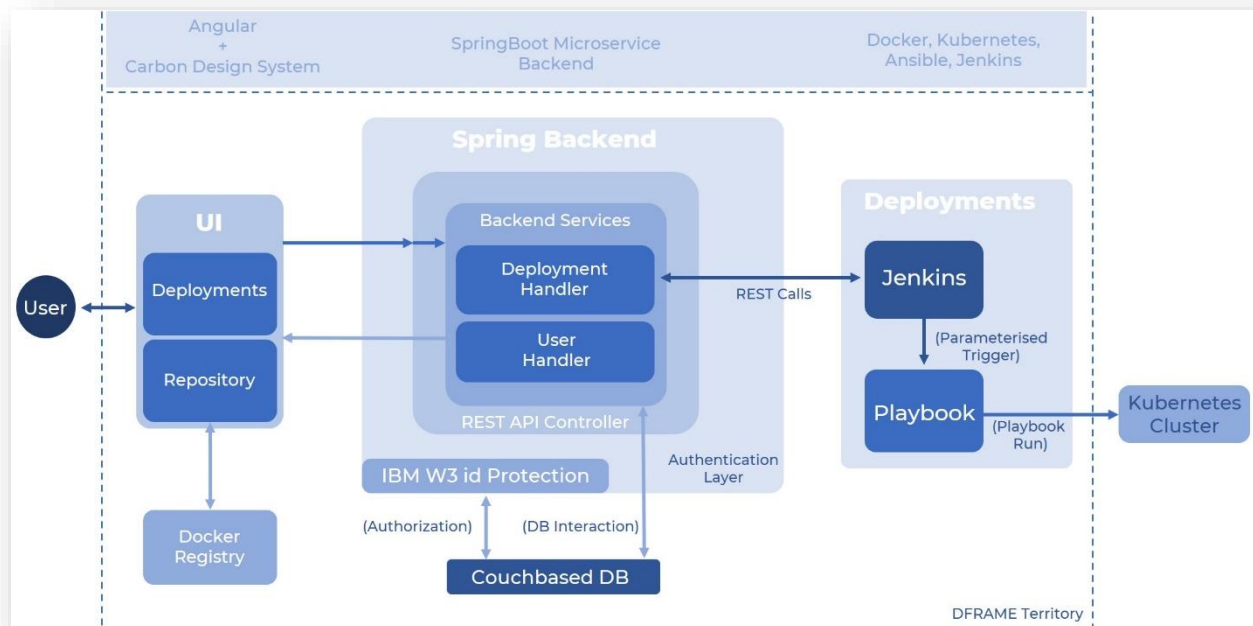 Angular
+
Carbon Design System
SpringBoot Microservice
Backend
Docker, Kubernetes,
Ansible, Jenkins
Spring Backend
UI
Deployments
Repository
User
Backend Services
Deployment
Handler
User
Handler
REST API Controller
IBM W3 id Protection
Authentication
Layer
REST Calls
Deployments
Jenkins
(Parameterised
Trigger)
Playbook
(Playbook
Run)
Kubernetes
Cluster
Docker
Registry
(Authorization)
(DB Interaction)
Couchbased DB
DFRAME Territory